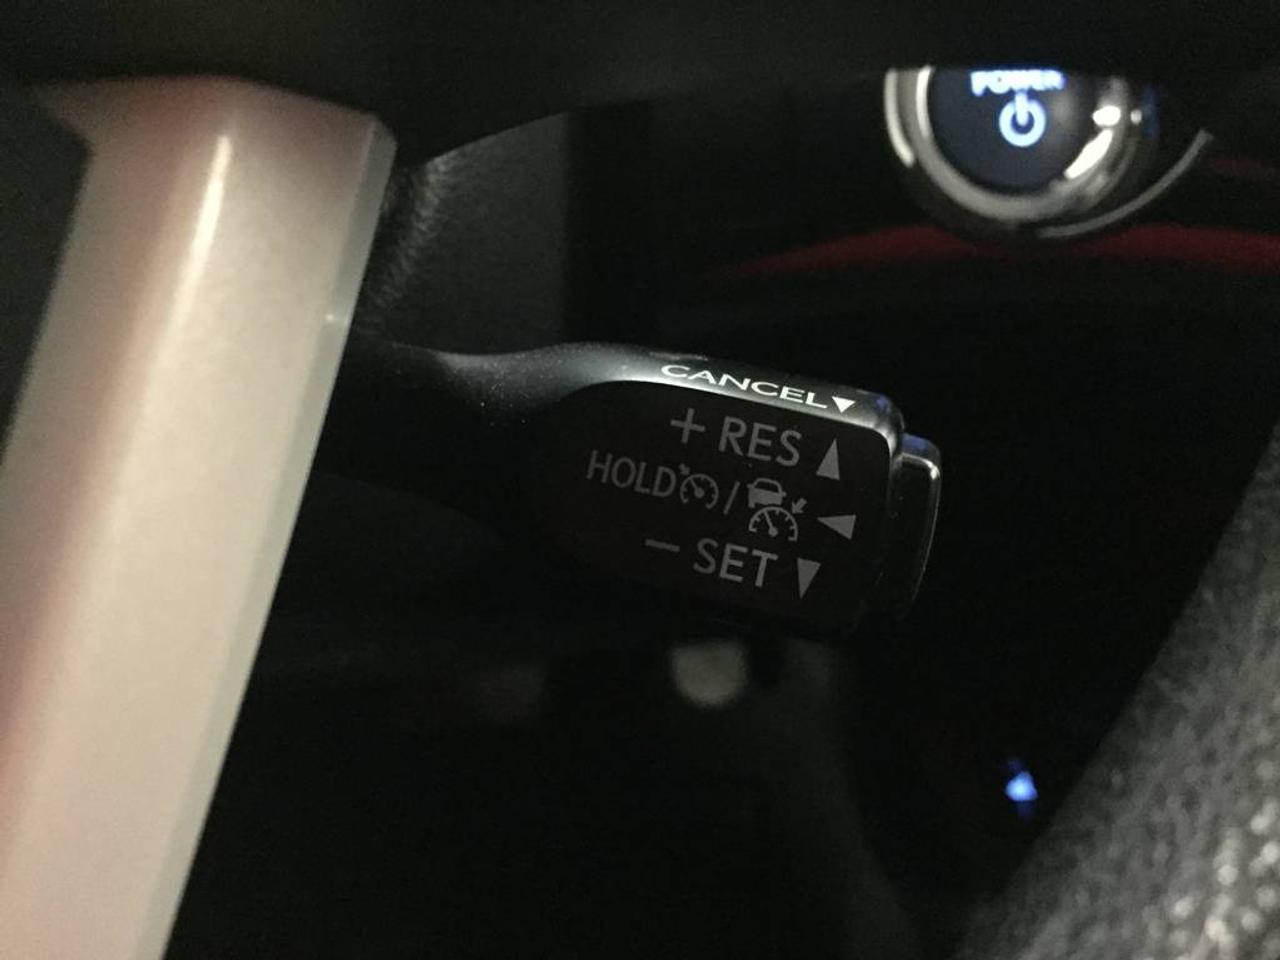 POWER
CANCEL▼
+ RES ▲
HOLD / ◀
− SET ▼